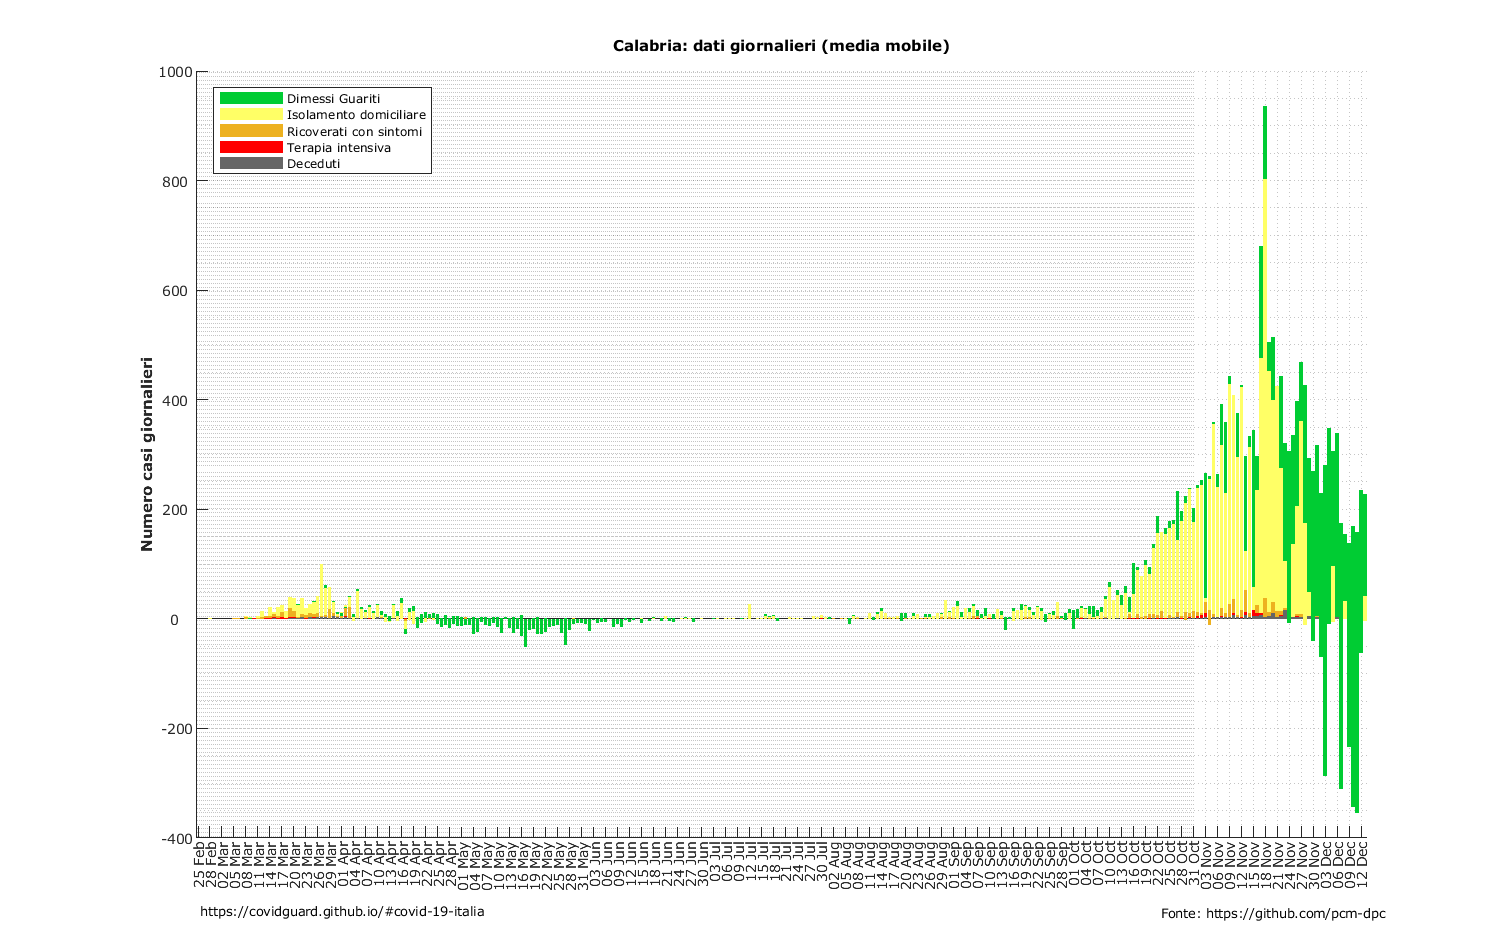 Calabria: dati giornalieri (media mobile)
1000
800
600
400
200
0
-200
-400
Numero casi giornalieri
Dimessi Guariti
Isolamento domiciliare
Ricoverati con sintomi
Terapia intensiva
Deceduti
25 Feb
28 Feb
02 Mar
05 Mar
08 Mar
11 Mar
14 Mar
17 Mar
20 Mar
23 Mar
26 Mar
29 Mar
01 Apr
04 Apr
07 Apr
10 Apr
13 Apr
16 Apr
19 Apr
22 Apr
25 Apr
28 Apr
01 May
04 May
07 May
10 May
13 May
16 May
19 May
22 May
25 May
28 May
31 May
03 Jun
06 Jun
09 Jun
12 Jun
15 Jun
18 Jun
21 Jun
24 Jun
27 Jun
30 Jun
03 Jul
06 Jul
09 Jul
12 Jul
15 Jul
18 Jul
21 Jul
24 Jul
27 Jul
30 Jul
02 Aug
05 Aug
08 Aug
11 Aug
14 Aug
17 Aug
20 Aug
23 Aug
26 Aug
29 Aug
01 Sep
04 Sep
07 Sep
10 Sep
13 Sep
16 Sep
19 Sep
22 Sep
25 Sep
28 Sep
01 Oct
04 Oct
07 Oct
10 Oct
13 Oct
16 Oct
19 Oct
22 Oct
25 Oct
28 Oct
31 Oct
03 Nov
06 Nov
09 Nov
12 Nov
15 Nov
18 Nov
21 Nov
24 Nov
27 Nov
30 Nov
03 Dec
06 Dec
09 Dec
12 Dec
https://covidguard.github.io/#covid-19-italia
Fonte: https://github.com/pcm-dpc